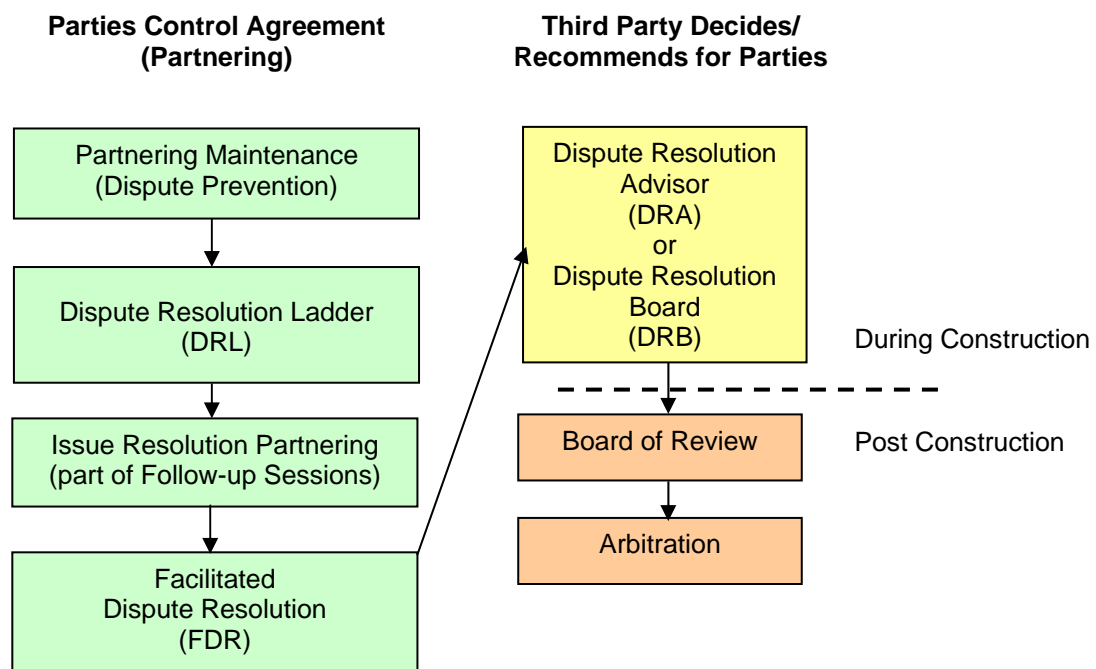 Parties Control Agreement
(Partnering)
Partnering Maintenance
(Dispute Prevention)
Dispute Resolution Ladder
(DRL)
Issue Resolution Partnering
(part of Follow-up Sessions)
Facilitated
Dispute Resolution
(FDR)
Third Party Decides/
Recommends for Parties
Dispute Resolution
Advisor
(DRA)
or
Dispute Resolution
Board
(DRB)
During Construction
Board of Review
Post Construction
Arbitration